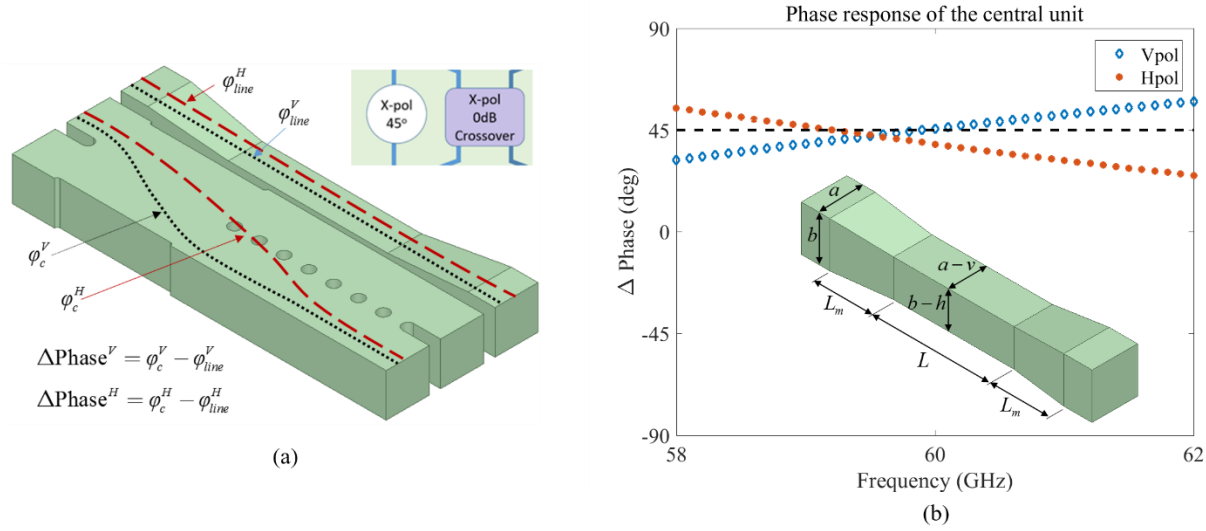 φ_line^H
φ_line^V
X-pol
45°
X-pol
0dB
Crossover
φ_c^V
φ_c^H
ΔPhase^V = φ_c^V − φ_line^V
ΔPhase^H = φ_c^H − φ_line^H
(a)
Phase response of the central unit
90
45
0
-45
-90
Δ Phase (deg)
Vpol
Hpol
a
b
a−v
b−h
L_m
L
L_m
58
60
62
Frequency (GHz)
(b)